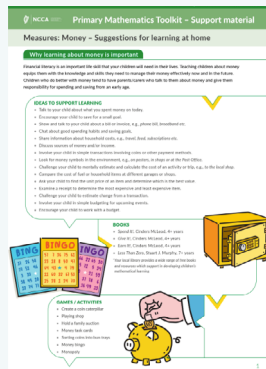 NCCA
Primary Mathematics Toolkit – Support material
Measures: Money – Suggestions for learning at home
Why learning about money is important
Financial literacy is an important life skill that your children will need in their lives. Teaching children about money
equips them with the knowledge and skills they need to manage their money effectively now and in the future.
Children who do better with money tend to have parents/carers who talk to them about money and give them
responsibility for spending and saving from an early age.
IDEAS TO SUPPORT LEARNING
Talk to your child about what you spent money on today.
Encourage your child to save for a small goal.
Show and talk to your child about a bill or invoice, e.g., phone bill, broadband etc.
Chat about good spending habits and saving goals.
Share information about household costs, e.g., travel, food, subscriptions etc.
Discuss sources of money and/or income.
Involve your child in simple transactions involving coins or other payment methods.
Look for money symbols in the environment, e.g., on posters, in shops or at the Post Office.
Challenge your child to mentally estimate and calculate the cost of an activity or trip, e.g., to the local shop.
Compare the cost of fuel or household items at different garages or shops.
Ask your child to find the unit price of an item and determine which is the best value
Examine a receipt to determine the most expensive and least expensive item.
Challenge your child to estimate change from a transaction.
Involve your child in simple budgeting for upcoming events.
Encourage your child to work with a budget
BOOKS
Spend It!, Cinders McLeod, 4+ years
Give It!, Cinders McLeod, 4+ years
Earn It!, Cinders McLeod, 4+ years
Less Than Zero, Stuart J. Murphy, 7+ years
Your local library provides a wide range of free books
and resources which support in developing children's
mathematical learning.
BINGO
BINGO
BINGO
GAMES / ACTIVITIES
Create a coin caterpillar
Playing shop
Hold a family auction
Money task cards
Sorting coins into tens trays
Money bingo
Monopoly
1